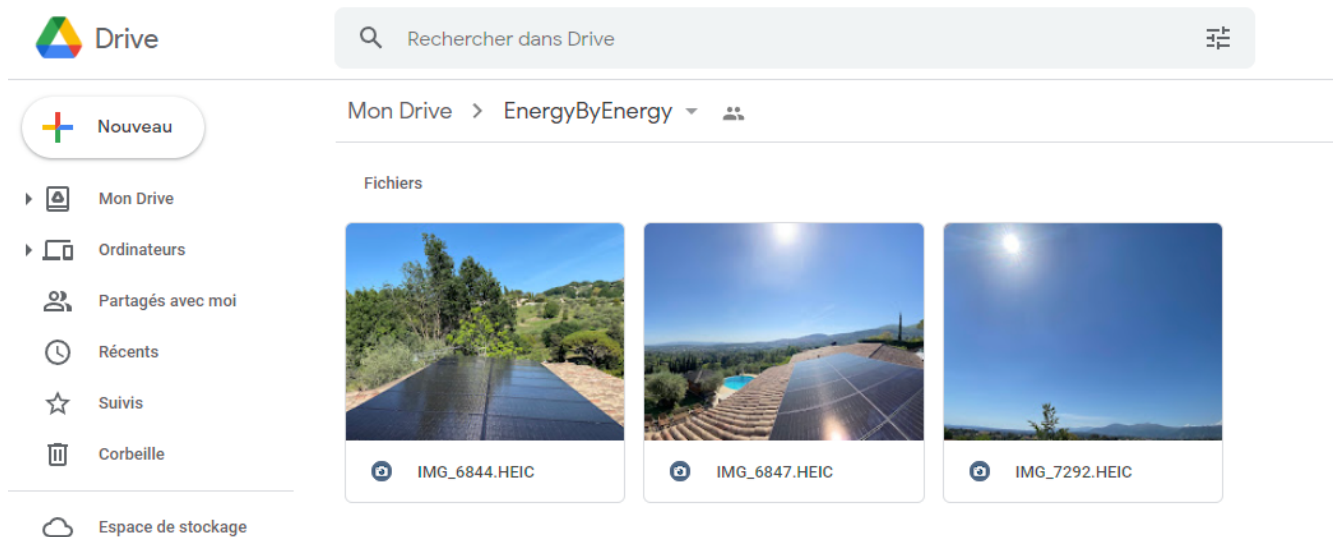 Drive
Rechercher dans Drive
Nouveau
Mon Drive
Ordinateurs
Partagés avec moi
Récents
Suivis
Corbeille
Espace de stockage
Mon Drive > EnergyByEnergy
Fichiers
IMG_6844.HEIC
IMG_6847.HEIC
IMG_7292.HEIC